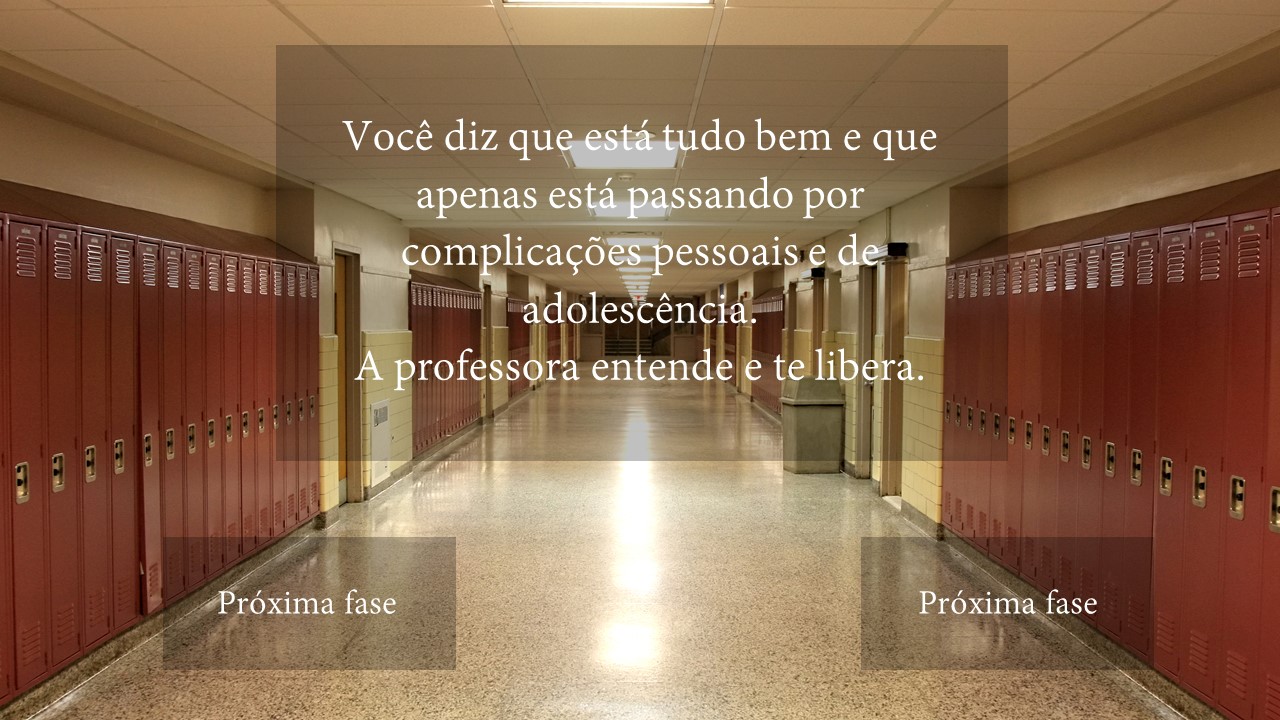 Você diz que está tudo bem e que
apenas está passando por
complicações pessoais e de
adolescência.
A professora entende e te libera.
Próxima fase
Próxima fase